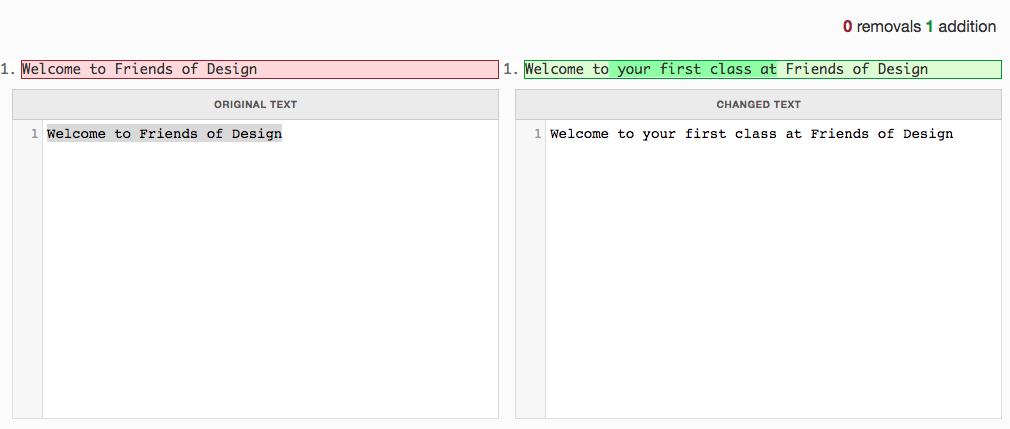 0 removals 1 addition
1. Welcome to Friends of Design
1. Welcome to your first class at Friends of Design
ORIGINAL TEXT
1 Welcome to Friends of Design
CHANGED TEXT
1 Welcome to your first class at Friends of Design